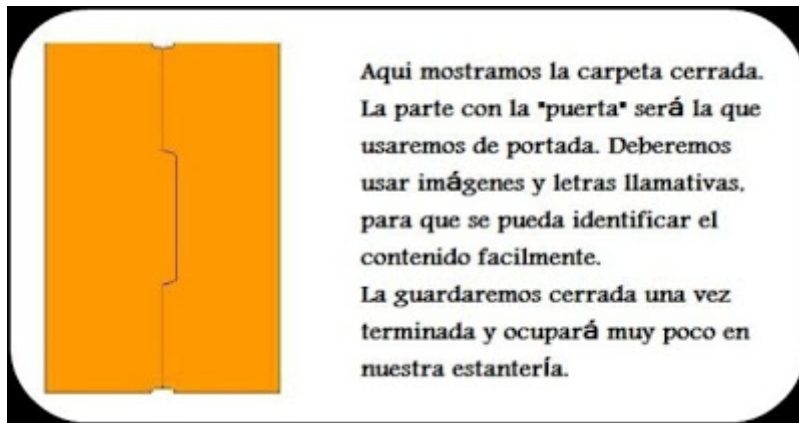 Aqui mostramos la carpeta cerrada.
La parte con la "puerta" será la que
usaremos de portada. Deberemos
usar imágenes y letras llamativas,
para que se pueda identificar el
contenido facilmente.
La guardaremos cerrada una vez
terminada y ocupará muy poco en
nuestra estantería.